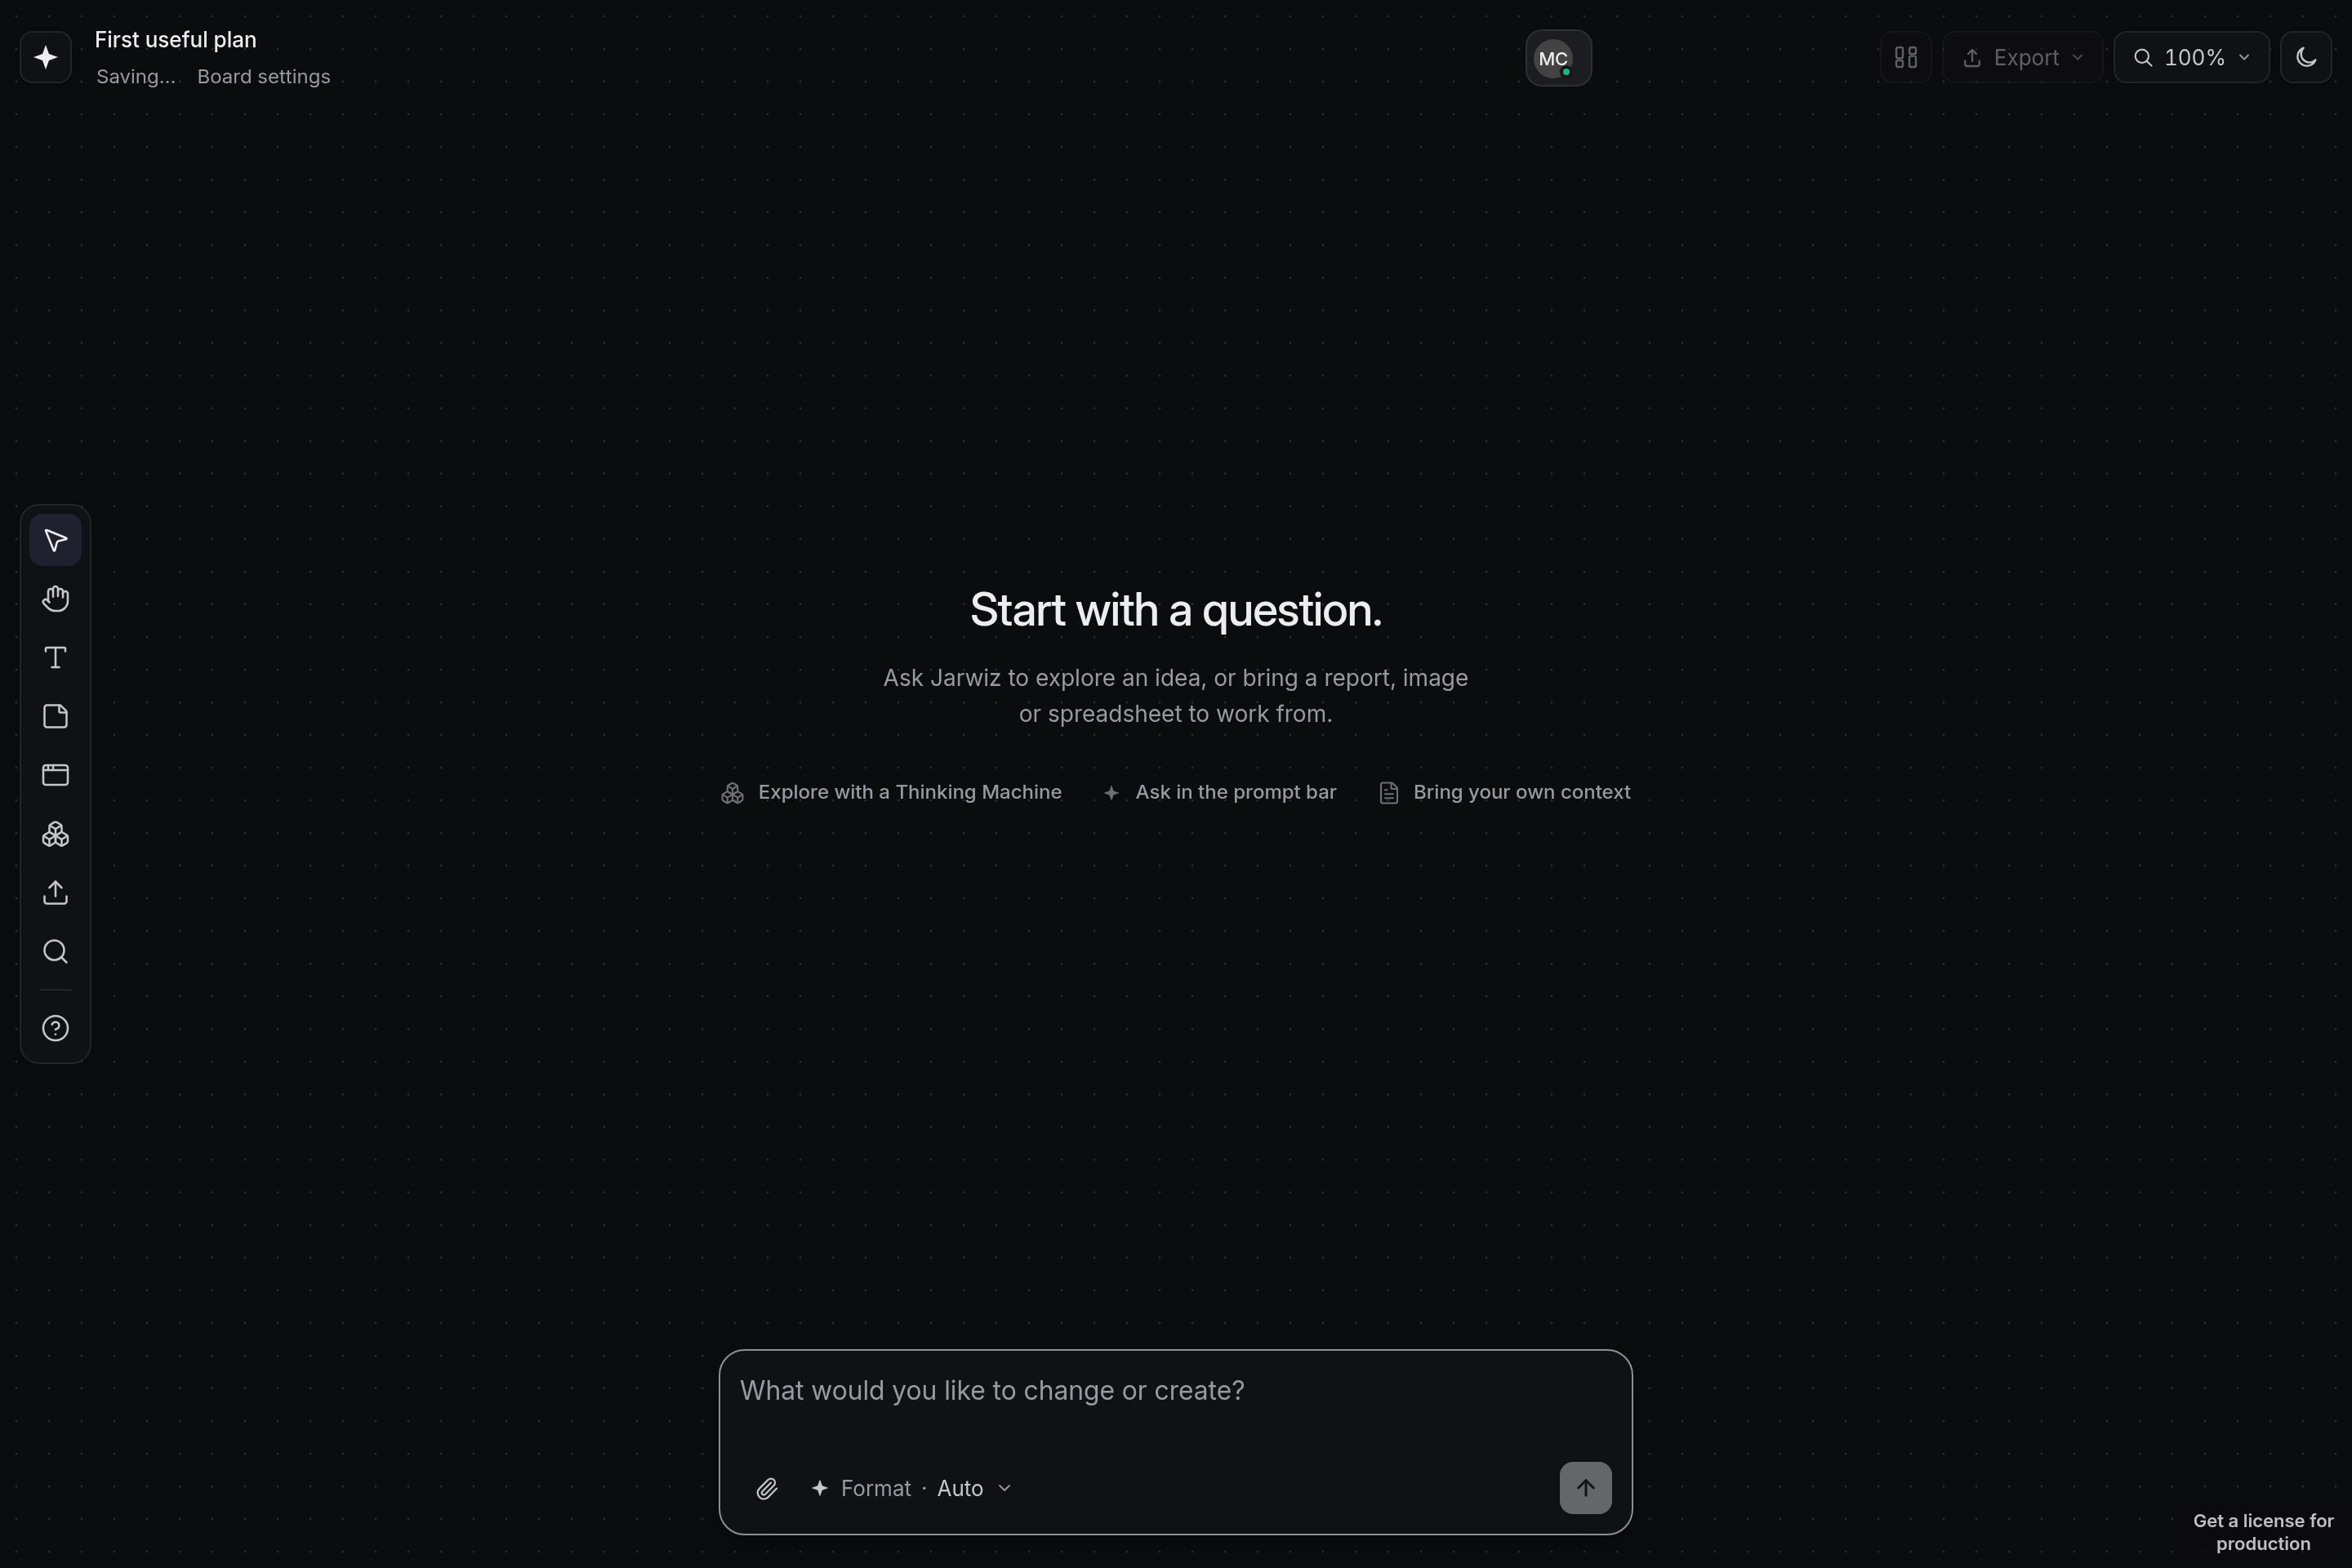 First useful plan
Saving... Board settings
MC
Export
100%
Start with a question.
Ask Jarwiz to explore an idea, or bring a report, image
or spreadsheet to work from.
Explore with a Thinking Machine
Ask in the prompt bar
Bring your own context
What would you like to change or create?
Format · Auto
Get a license for
production